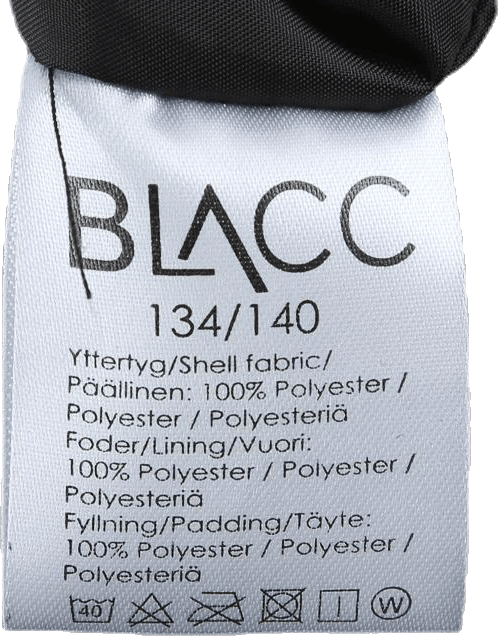 BLACC
134/140
Yttertyg/Shell fabric/
Päällinen: 100% Polyester /
Polyester / Polyesteriä
Foder/Lining/Vuori:
100% Polyester / Polyester /
Polyesteriä
Fyllning/Padding/Täyte:
100% Polyester / Polyester /
Polyesteriä
40 W